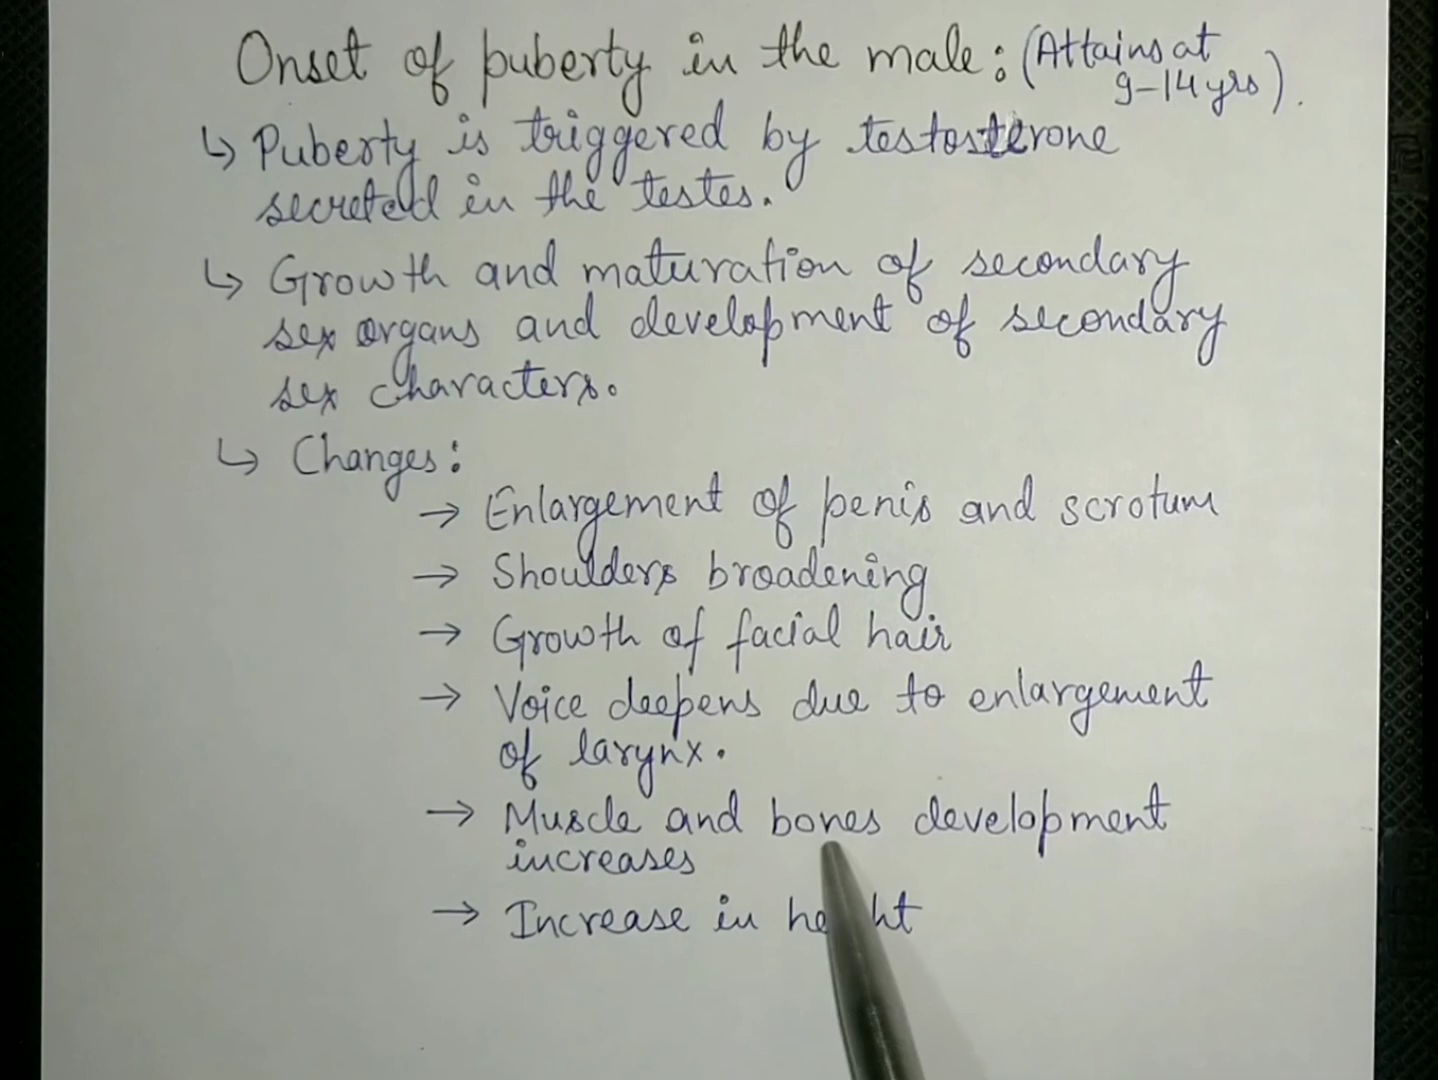 Onset of puberty in the male: (Attains at
9-14 yrs).
↳ Puberty is triggered by testosterone
secreted in the testes.
↳ Growth and maturation of secondary
sex organs and development of secondary
sex characters.
↳ Changes:
→ Enlargement of penis and scrotum
→ Shoulders broadening
→ Growth of facial hair
→ Voice deepens due to enlargement
of larynx.
→ Muscle and bones development
increases
→ Increase in